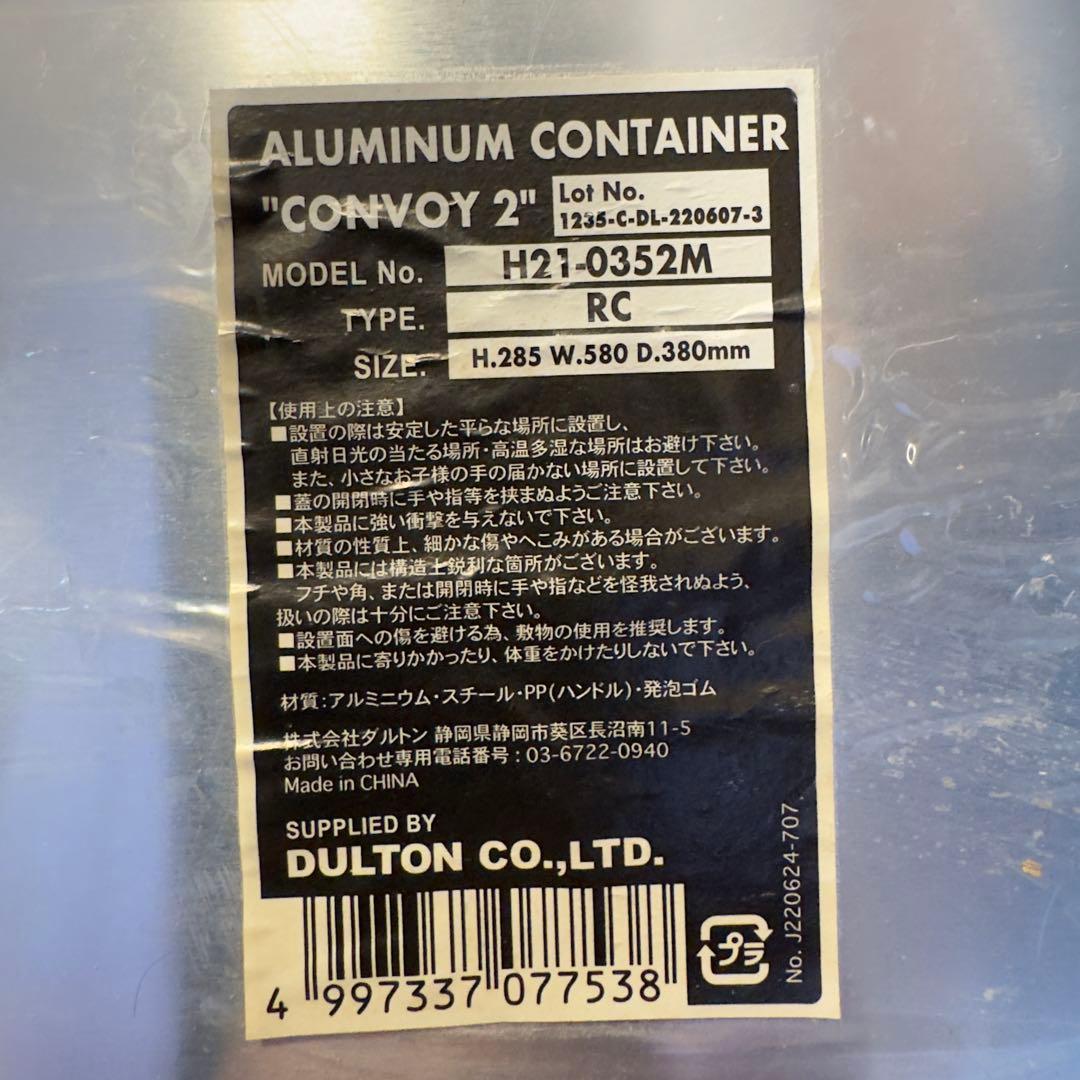 ALUMINUM CONTAINER
"CONVOY 2" Lot No.
1235-C-DL-220607-3
MODEL No. H21-0352M
TYPE. RC
SIZE. H.285 W.580 D.380mm
【使用上の注意】
■設置の際は安定した平らな場所に設置し、
直射日光の当たる場所・高温多湿な場所はお避け下さい。
また、小さなお子様の手の届かない場所に設置して下さい。
■蓋の開閉時に手や指等を挟まぬようご注意下さい。
■本製品に強い衝撃を与えないで下さい。
■材質の性質上、細かな傷やへこみがある場合がございます。
■本製品には構造上鋭利な箇所がございます。
フチや角、または開閉時に手や指などを怪我されぬよう、
扱いの際は十分にご注意下さい。
■設置面への傷を避ける為、敷物の使用を推奨します。
■本製品に寄りかかったり、体重をかけたりしないで下さい。
材質:アルミニウム・スチール・PP(ハンドル)・発泡ゴム
株式会社ダルトン 静岡県静岡市葵区長沼南11-5
お問い合わせ専用電話番号:03-6722-0940
Made in CHINA
SUPPLIED BY
DULTON CO.,LTD.
4 997337 077538
プラ
No. J220624-707